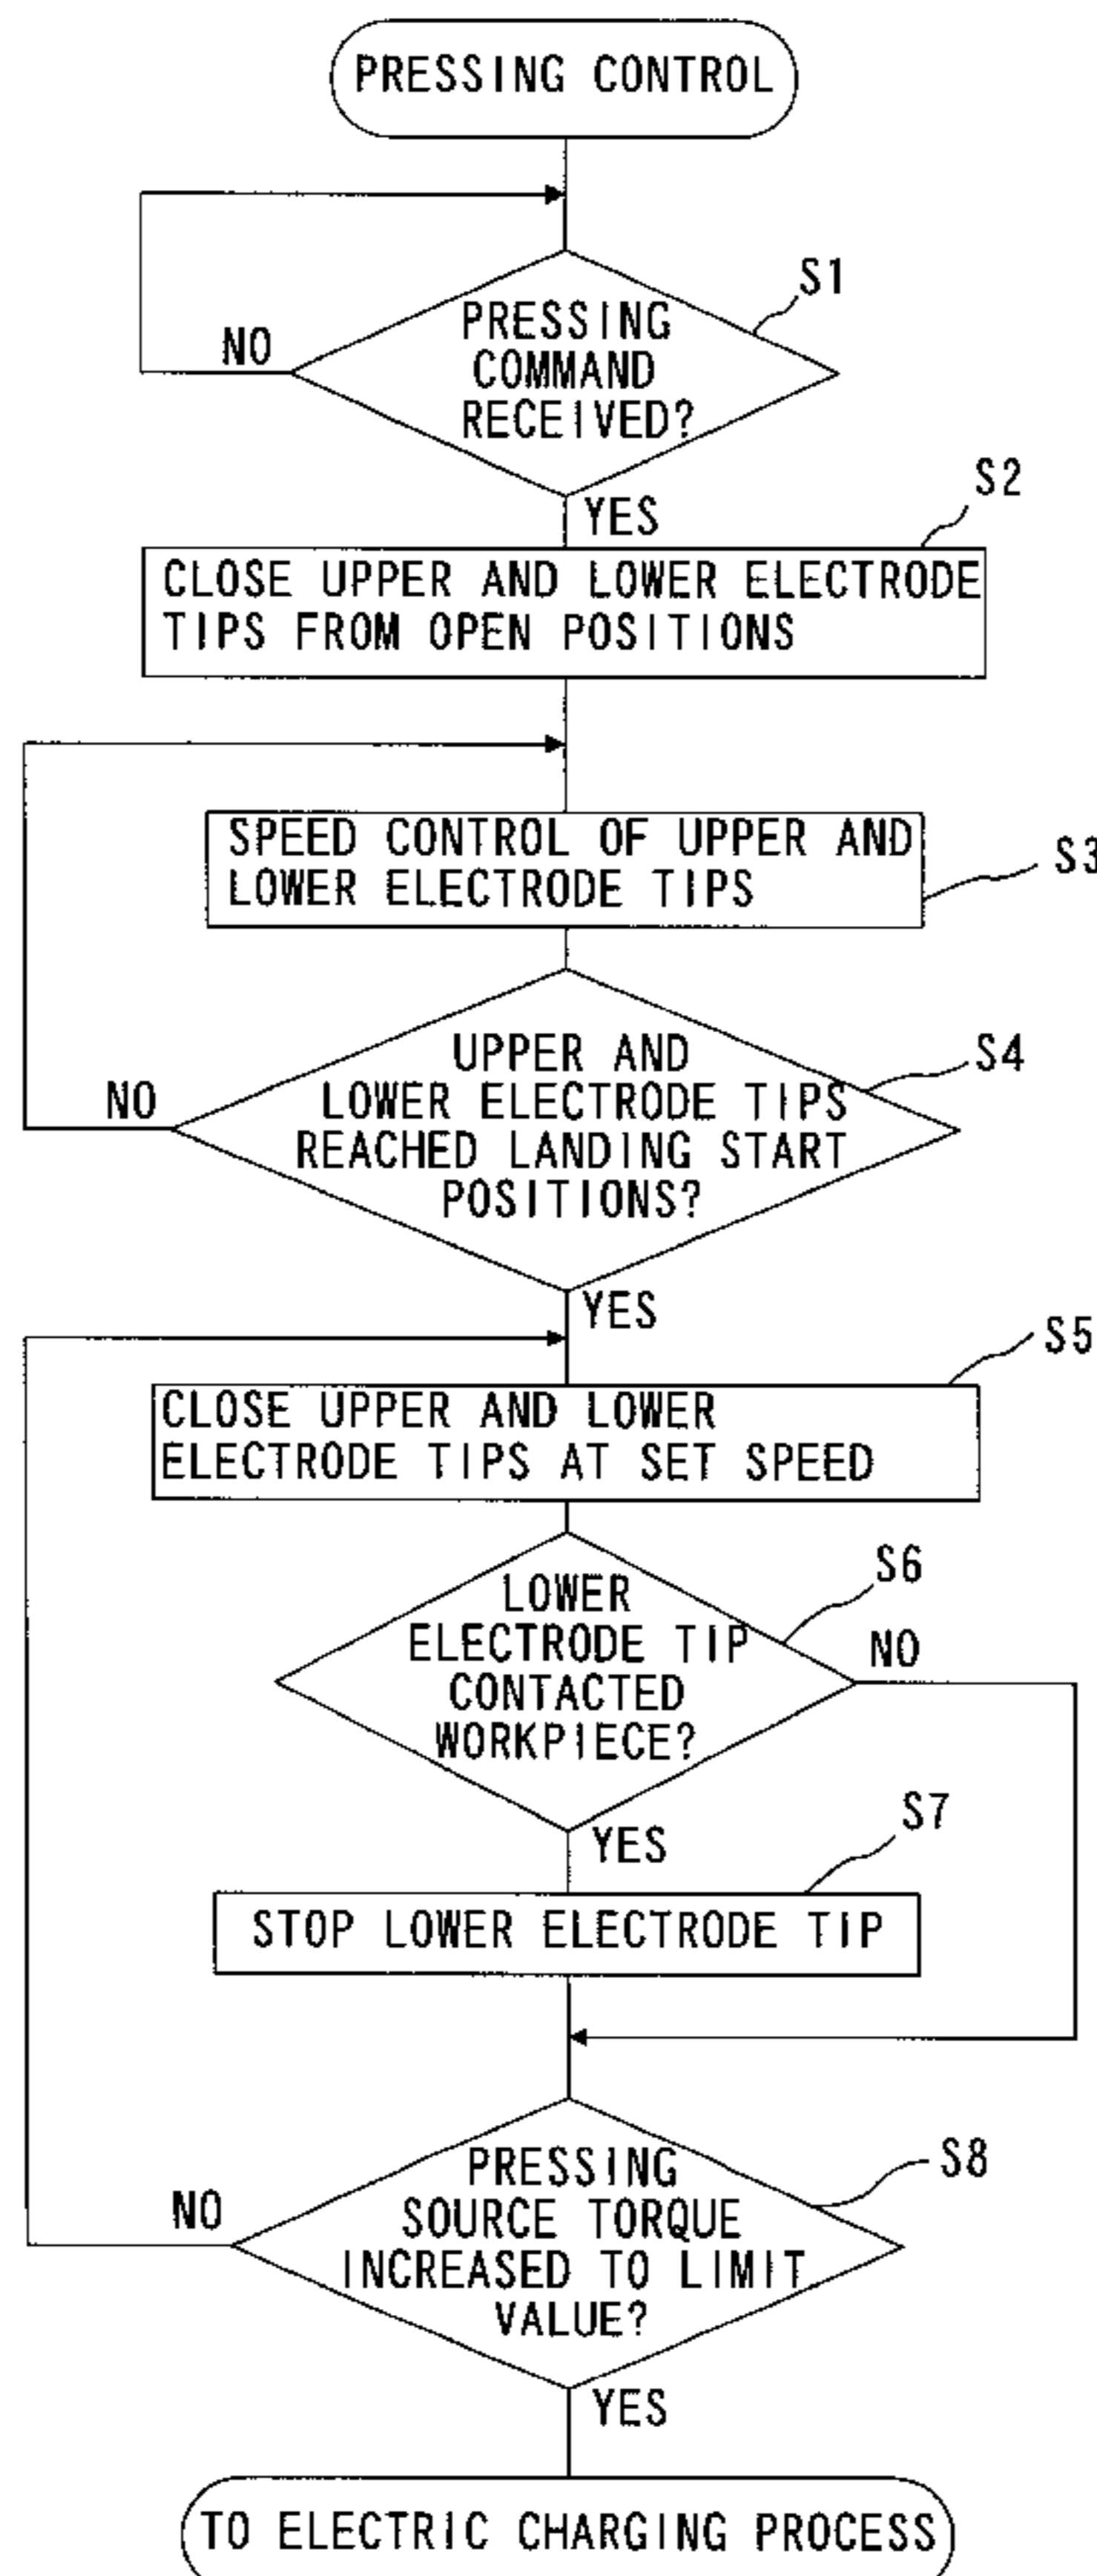 PRESSING CONTROL
S1
PRESSING
COMMAND
RECEIVED?
NO
YES
S2
CLOSE UPPER AND LOWER ELECTRODE
TIPS FROM OPEN POSITIONS
SPEED CONTROL OF UPPER AND
LOWER ELECTRODE TIPS
S3
UPPER AND
LOWER ELECTRODE TIPS
REACHED LANDING START
POSITIONS?
S4
NO
YES
S5
CLOSE UPPER AND LOWER
ELECTRODE TIPS AT SET SPEED
S6
LOWER
ELECTRODE TIP
CONTACTED
WORKPIECE?
NO
YES
S7
STOP LOWER ELECTRODE TIP
PRESSING
SOURCE TORQUE
INCREASED TO LIMIT
VALUE?
S8
NO
YES
TO ELECTRIC CHARGING PROCESS